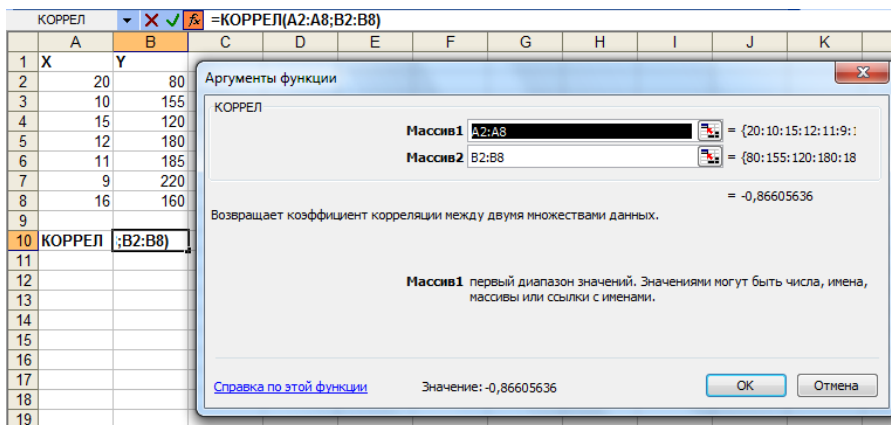 КОРРЕЛ fx =КОРРЕЛ(A2:A8;B2:B8)
A B C D E F G H I J K
1 X Y
2 20 80
3 10 155
4 15 120
5 12 180
6 11 185
7 9 220
8 16 160
9
10 КОРРЕЛ ;B2:B8)
11
12
13
14
15
16
17
18
19
Аргументы функции
КОРРЕЛ
Массив1 A2:A8 = {20:10:15:12:11:9:1
Массив2 B2:B8 = {80:155:120:180:18
= -0,86605636
Возвращает коэффициент корреляции между двумя множествами данных.
Массив1 первый диапазон значений. Значениями могут быть числа, имена,
массивы или ссылки с именами.
Справка по этой функции Значение: -0,86605636 ОК Отмена